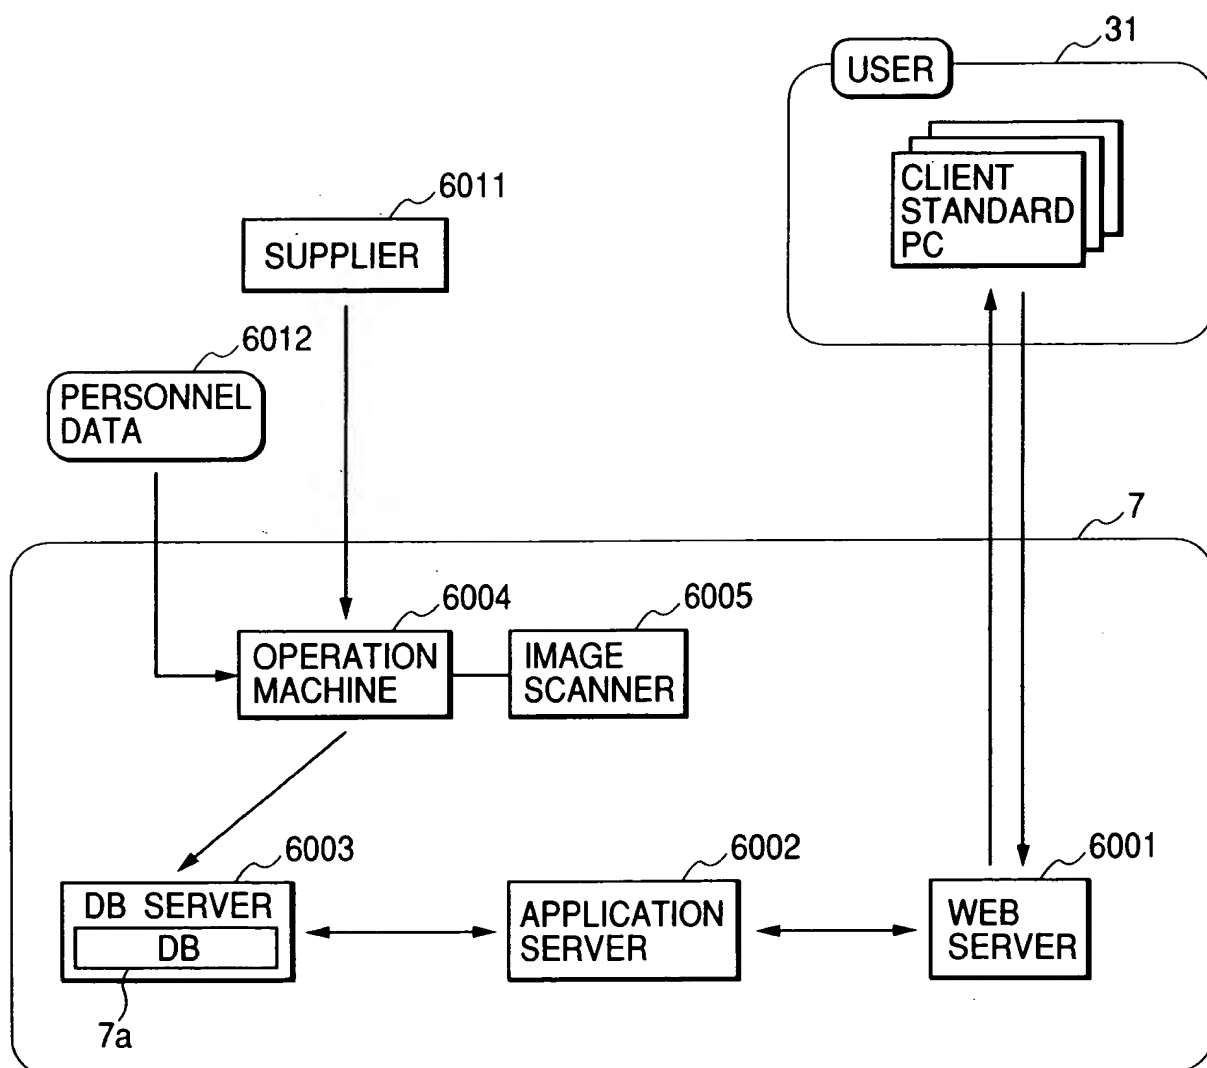 31
USER
CLIENT
STANDARD
PC
6011
SUPPLIER
6012
PERSONNEL
DATA
7
6004
6005
OPERATION
MACHINE
IMAGE
SCANNER
6003
6002
6001
DB SERVER
DB
APPLICATION
SERVER
WEB
SERVER
7a